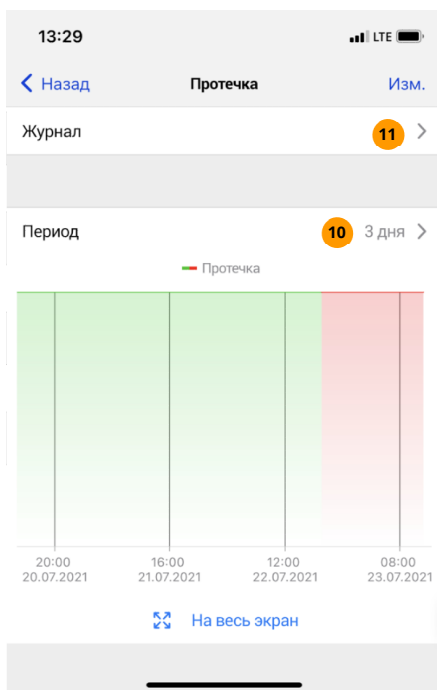 13:29 LTE
Назад Протечка Изм.
Журнал 11
Период 10 3 дня
Протечка
20:00 16:00 12:00 08:00
20.07.2021 21.07.2021 22.07.2021 23.07.2021
На весь экран